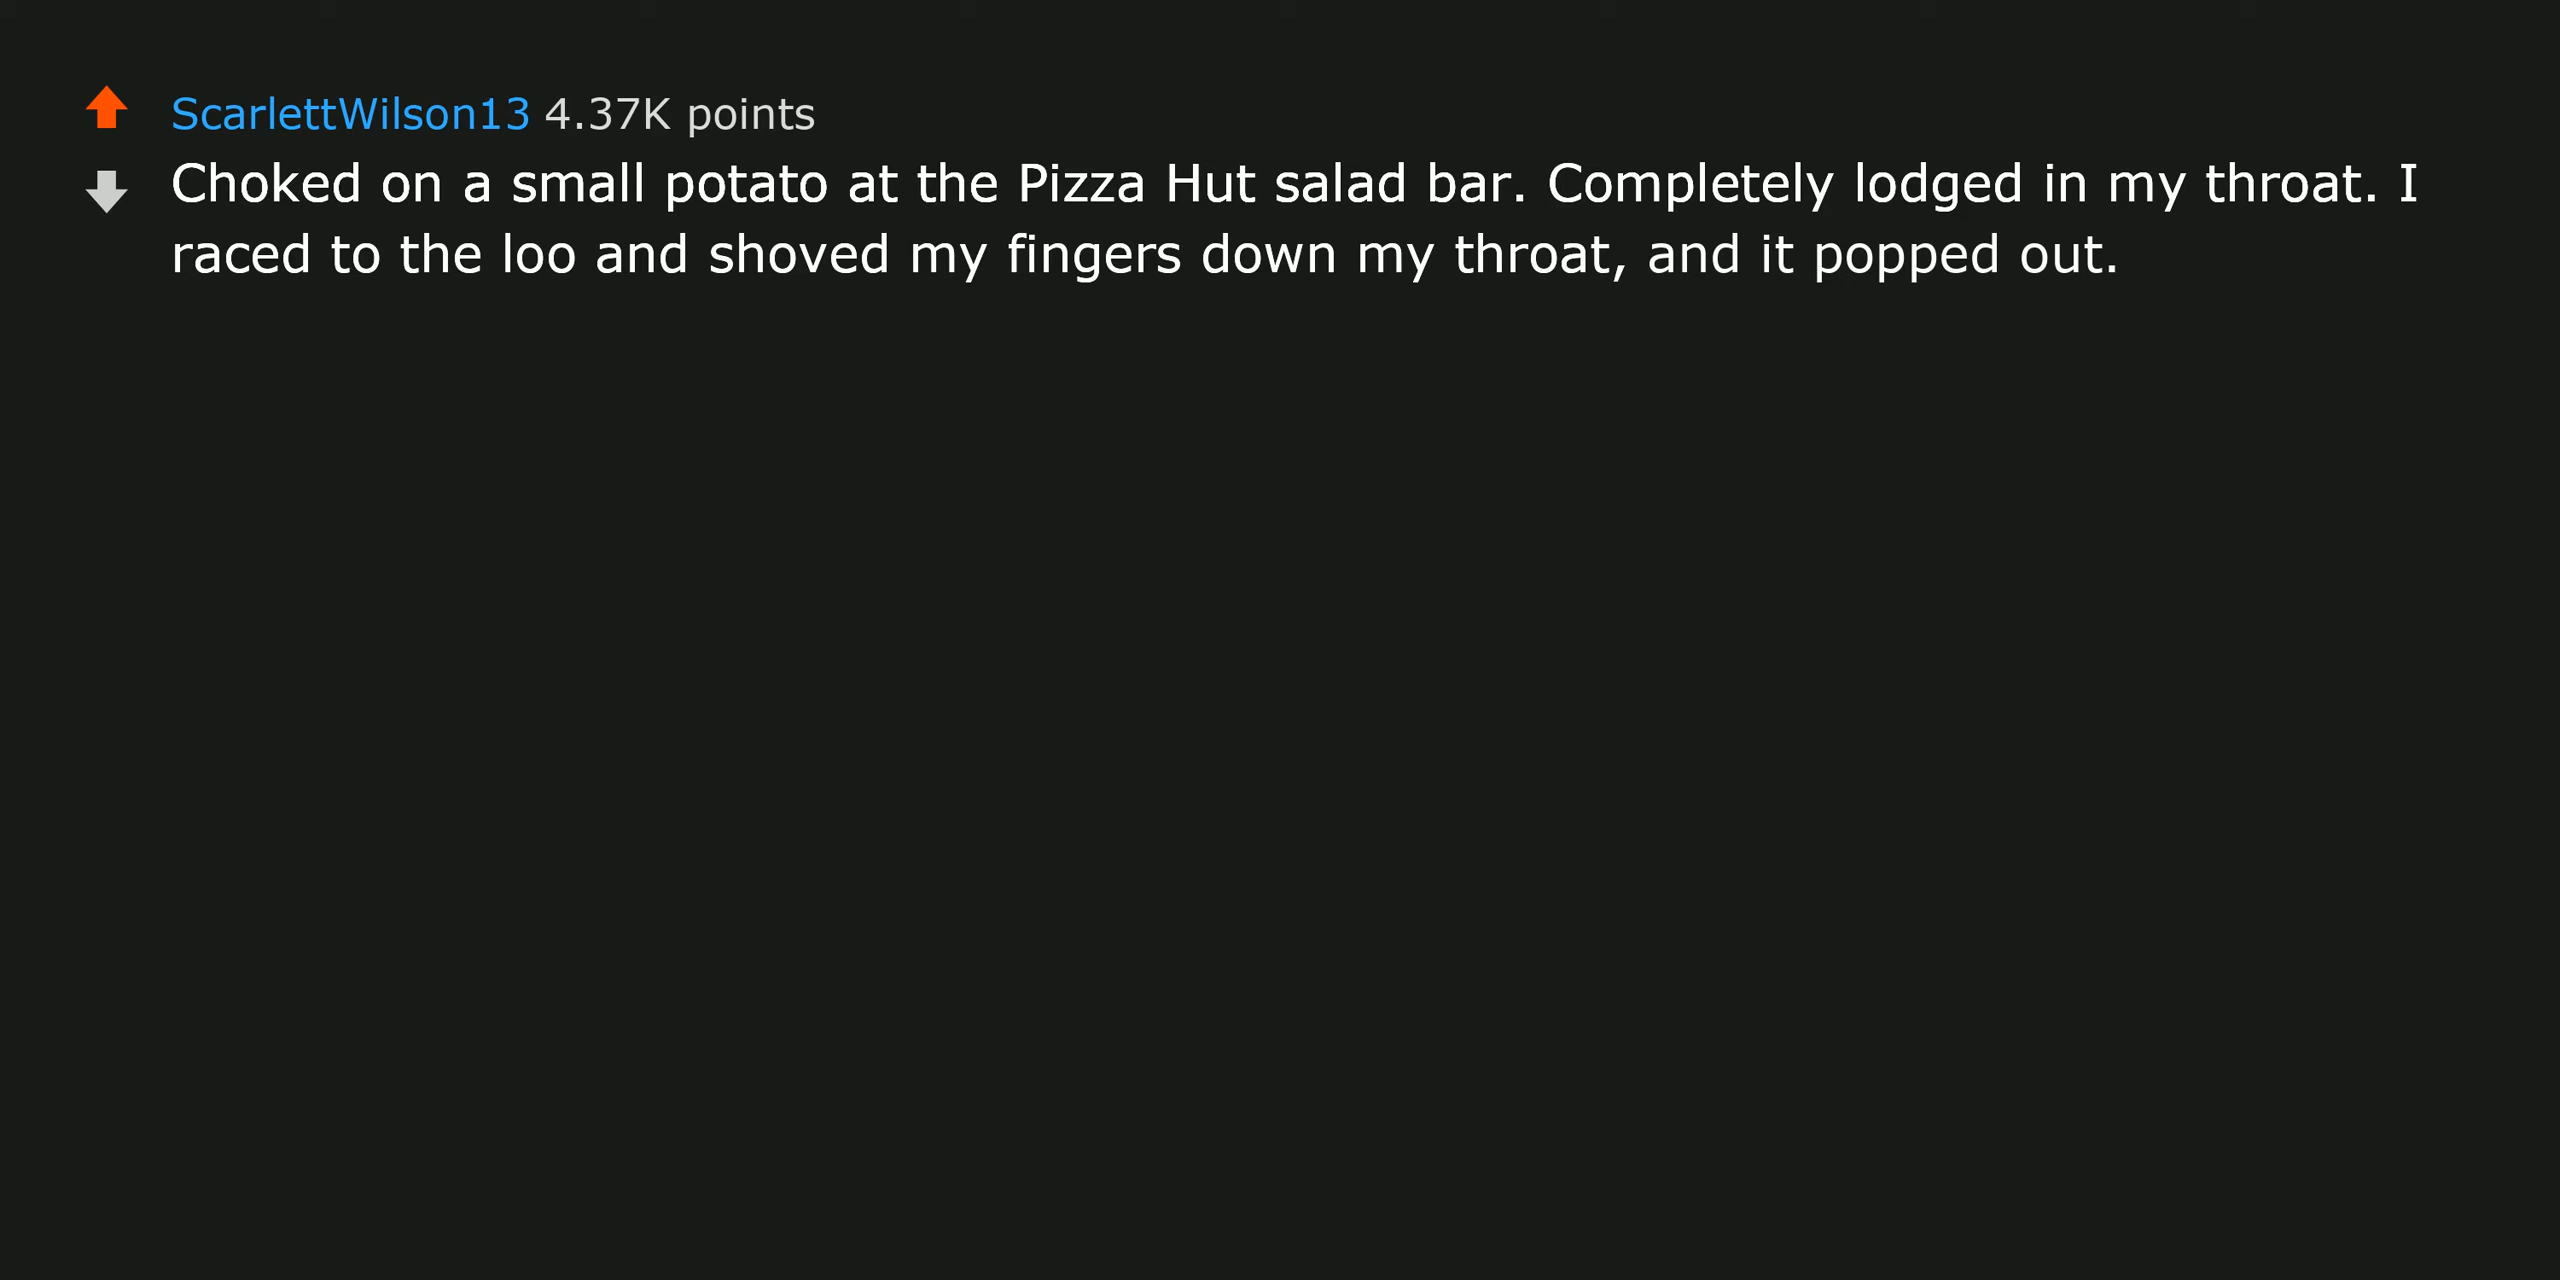 ScarlettWilson13 4.37K points
Choked on a small potato at the Pizza Hut salad bar. Completely lodged in my throat. I
raced to the loo and shoved my fingers down my throat, and it popped out.